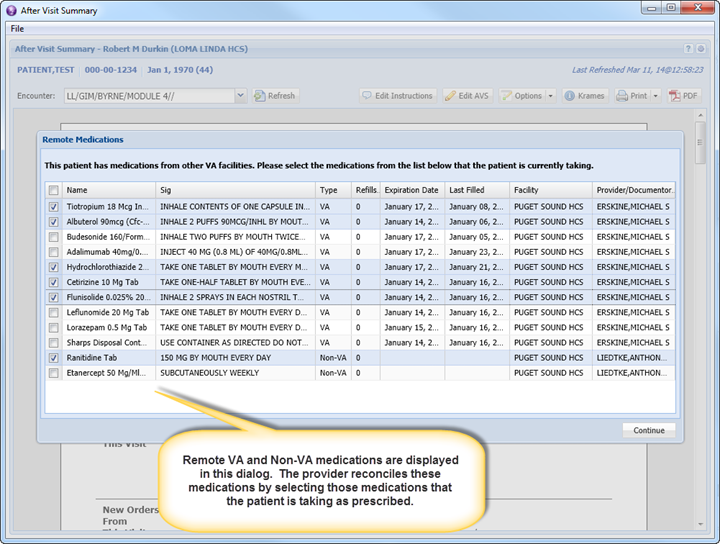 After Visit Summary
File
After Visit Summary - Robert M Durkin (LOMA LINDA HCS)
PATIENT,TEST 000-00-1234 Jan 1, 1970 (44) Last Refreshed Mar 11, 14@12:58:23
Encounter: LL/GIM/BYRNE/MODULE 4// Refresh Edit Instructions Edit AVS Options Krames Print PDF
Remote Medications
This patient has medications from other VA facilities. Please select the medications from the list below that the patient is currently taking.
Name Sig Type Refills... Expiration Date Last Filled Facility Provider/Documentor...
Tiotropium 18 Mcg In... INHALE CONTENTS OF ONE CAPSULE IN... VA 0 January 17, 2... January 08, 2... PUGET SOUND HCS ERSKINE,MICHAEL S
Albuterol 90mcg (Cfc-... INHALE 2 PUFFS 90MCG/INHL BY MOUT... VA 0 January 14, 2... January 06, 2... PUGET SOUND HCS ERSKINE,MICHAEL S
Budesonide 160/Form... INHALE TWO PUFFS BY MOUTH TWICE... VA 0 January 17, 2... January 05, 2... PUGET SOUND HCS ERSKINE,MICHAEL S
Adalimumab 40mg/0.... INJECT 40 MG (0.8 ML) OF 40MG/0.8ML... VA 0 January 17, 2... January 23, 2... PUGET SOUND HCS ERSKINE,MICHAEL S
Hydrochlorothiazide 2... TAKE ONE TABLET BY MOUTH EVERY M... VA 0 January 17, 2... January 21, 2... PUGET SOUND HCS ERSKINE,MICHAEL S
Cetirizine 10 Mg Tab TAKE ONE-HALF TABLET BY MOUTH EVE... VA 0 January 14, 2... January 16, 2... PUGET SOUND HCS ERSKINE,MICHAEL S
Flunisolide 0.025% 20... INHALE 2 SPRAYS IN EACH NOSTRIL T... VA 0 January 14, 2... January 16, 2... PUGET SOUND HCS ERSKINE,MICHAEL S
Leflunomide 20 Mg Tab TAKE ONE TABLET BY MOUTH EVERY M... VA 0 January 14, 2... January 16, 2... PUGET SOUND HCS ERSKINE,MICHAEL S
Lorazepam 0.5 Mg Tab TAKE ONE TABLET BY MOUTH EVERY M... VA 0 January 15, 2... January 16, 2... PUGET SOUND HCS ERSKINE,MICHAEL S
Sharps Disposal Cont... USE CONTAINER AS DIRECTED DO NOT... VA 0 January 14, 2... January 16, 2... PUGET SOUND HCS ERSKINE,MICHAEL S
Ranitidine Tab 150 MG BY MOUTH EVERY DAY Non-VA 0 PUGET SOUND HCS LIEDTKE,ANTHON...
Etanercept 50 Mg/Ml... SUBCUTANEOUSLY WEEKLY Non-VA 0 PUGET SOUND HCS LIEDTKE,ANTHON...
Continue
This Visit
Remote VA and Non-VA medications are displayed
in this dialog. The provider reconciles these
medications by selecting those medications that
the patient is taking as prescribed.
New Orders
From
This Visit